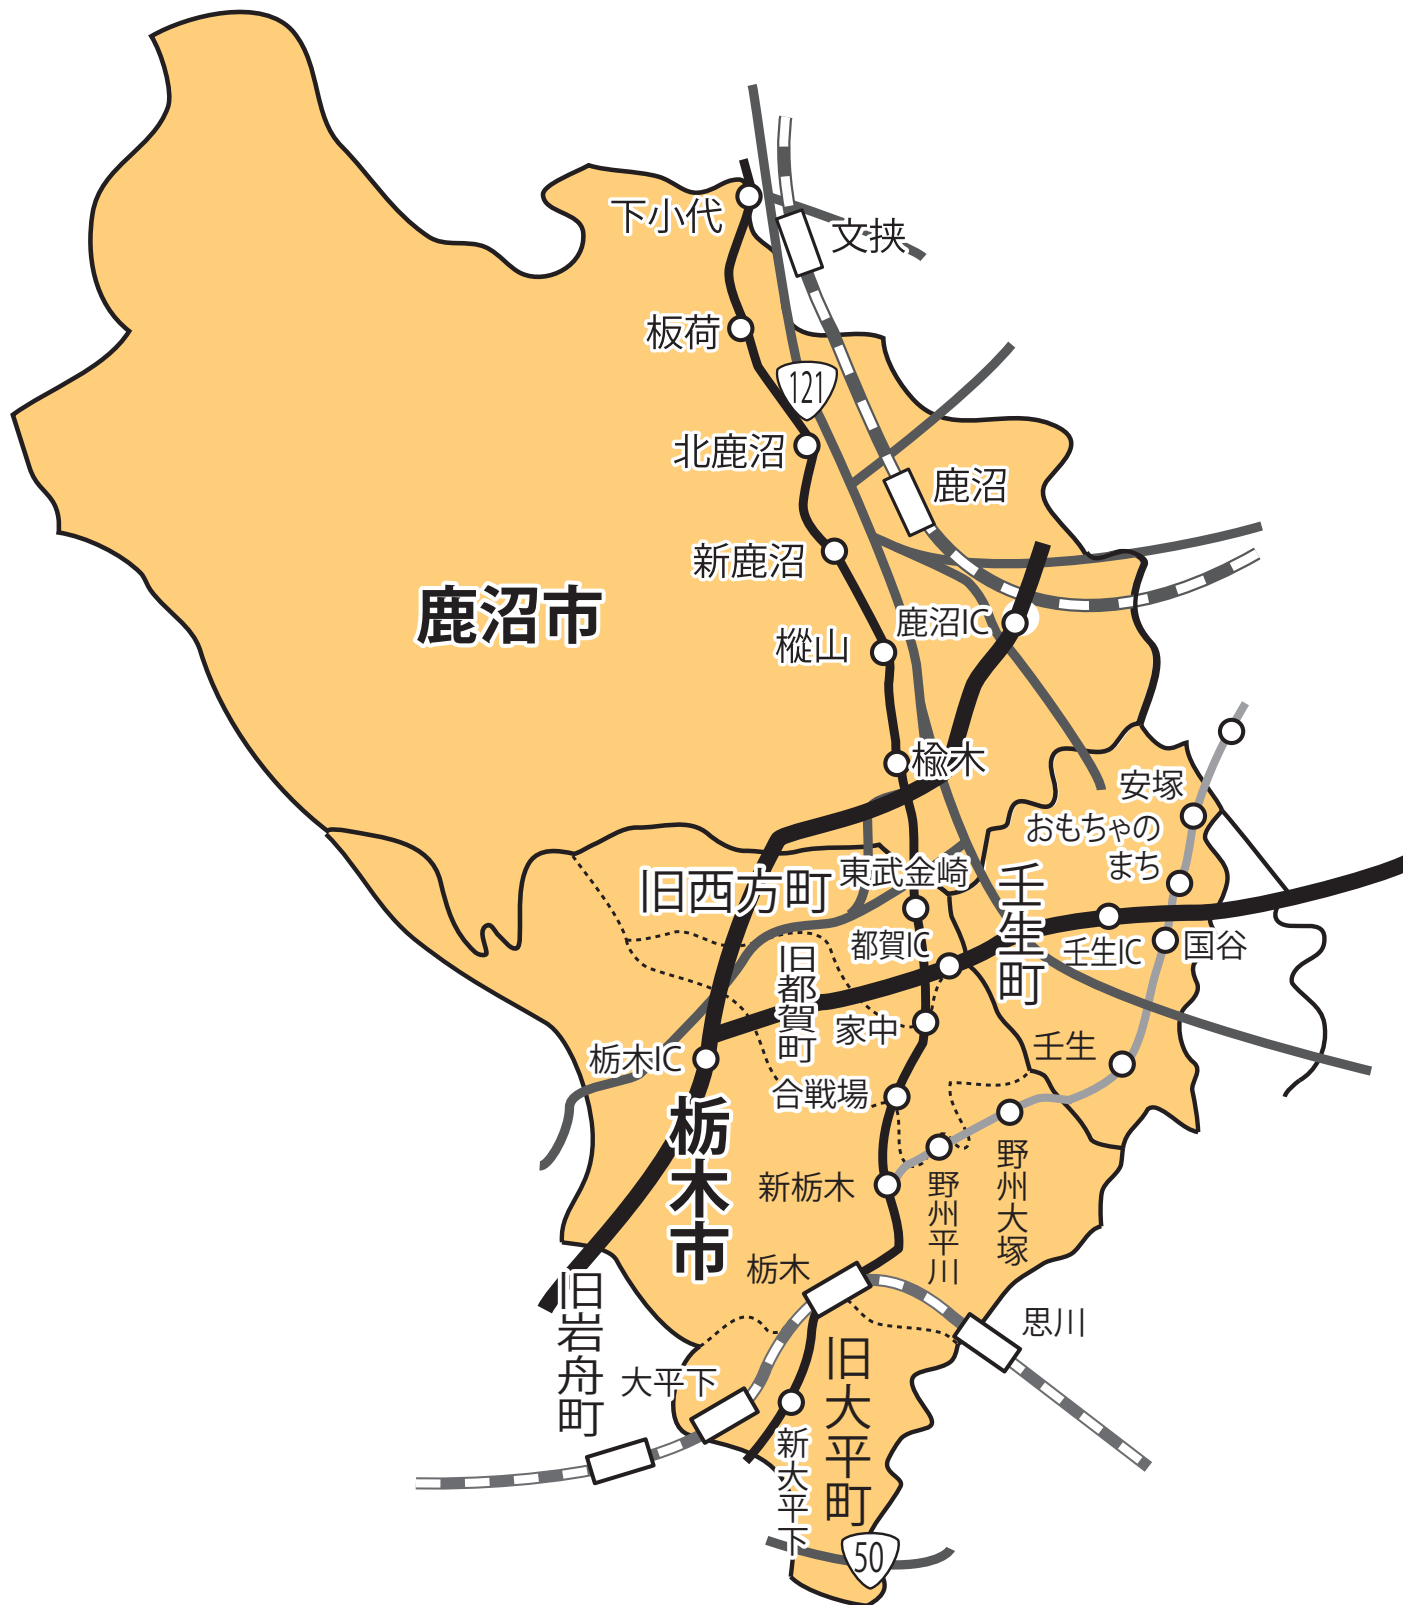 下小代
文挟
板荷
121
北鹿沼
鹿沼
新鹿沼
鹿沼市
鹿沼IC
樅山
楡木
安塚
おもちゃの
まち
東武金崎
旧西方町
壬生町
都賀IC
壬生IC
国谷
旧都賀町
家中
壬生
栃木IC
合戦場
栃木市
新栃木
野州平川
野州大塚
栃木
旧岩舟町
思川
大平下
旧大平町
新大平下
50